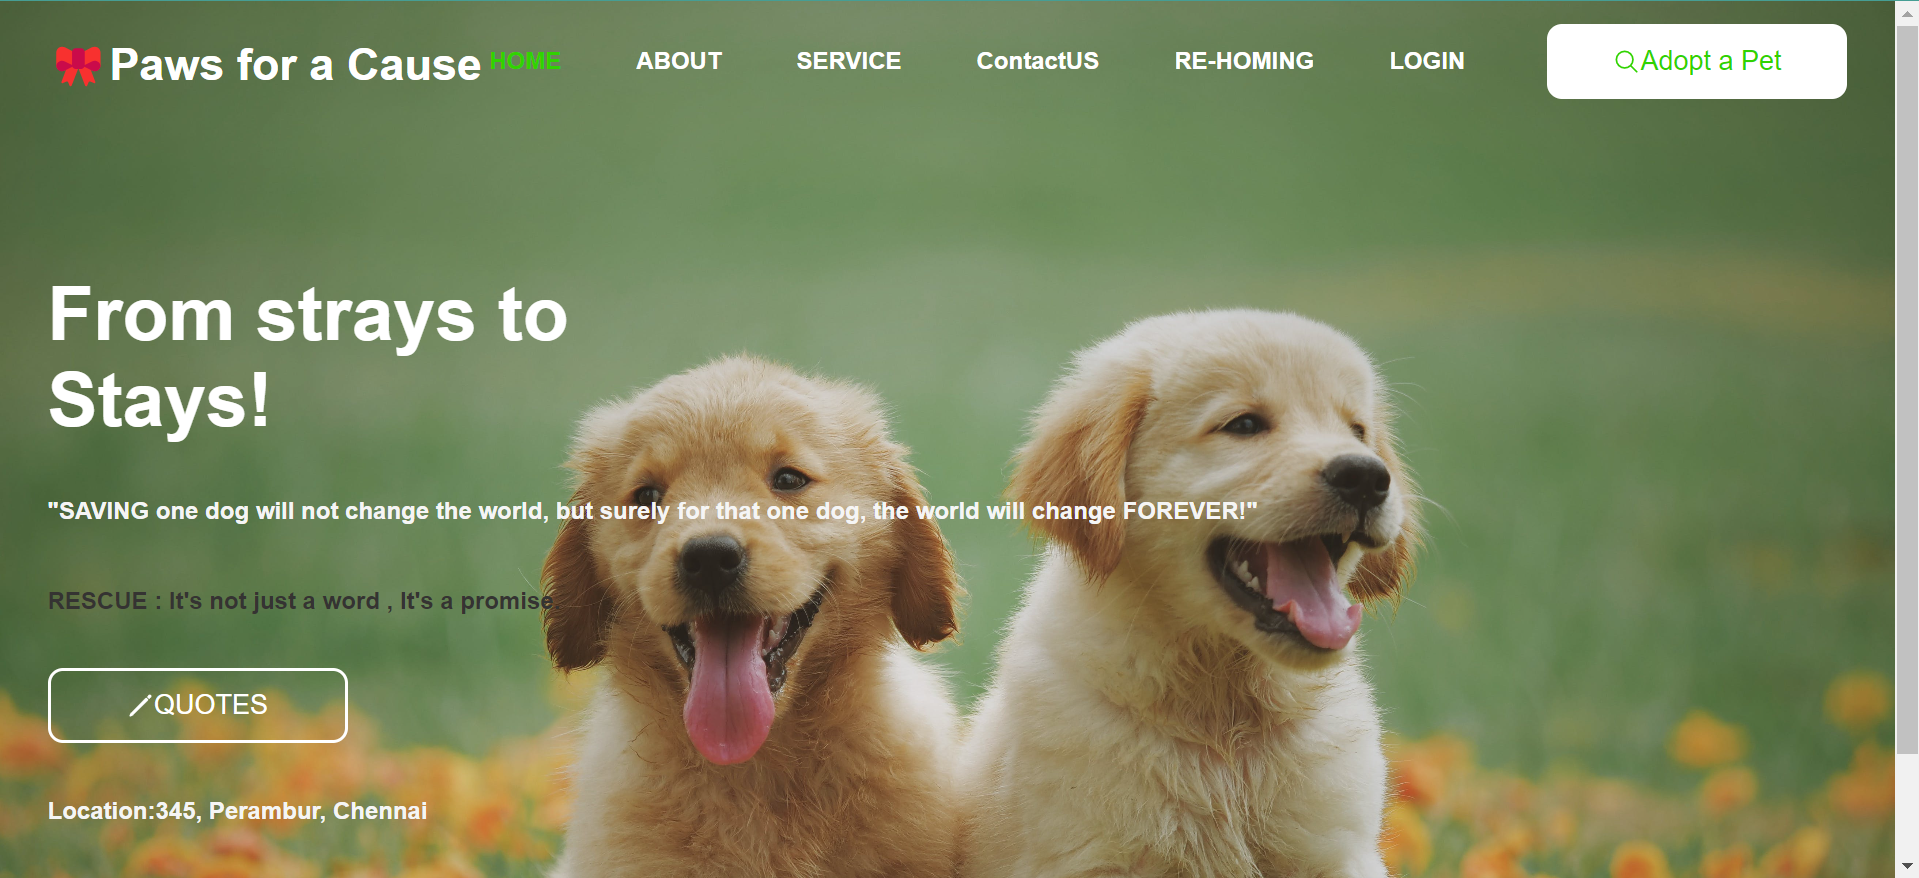 Paws for a Cause HOME ABOUT SERVICE ContactUS RE-HOMING LOGIN Adopt a Pet
From strays to
Stays!
"SAVING one dog will not change the world, but surely for that one dog, the world will change FOREVER!"
RESCUE : It's not just a word , It's a promise.
QUOTES
Location:345, Perambur, Chennai